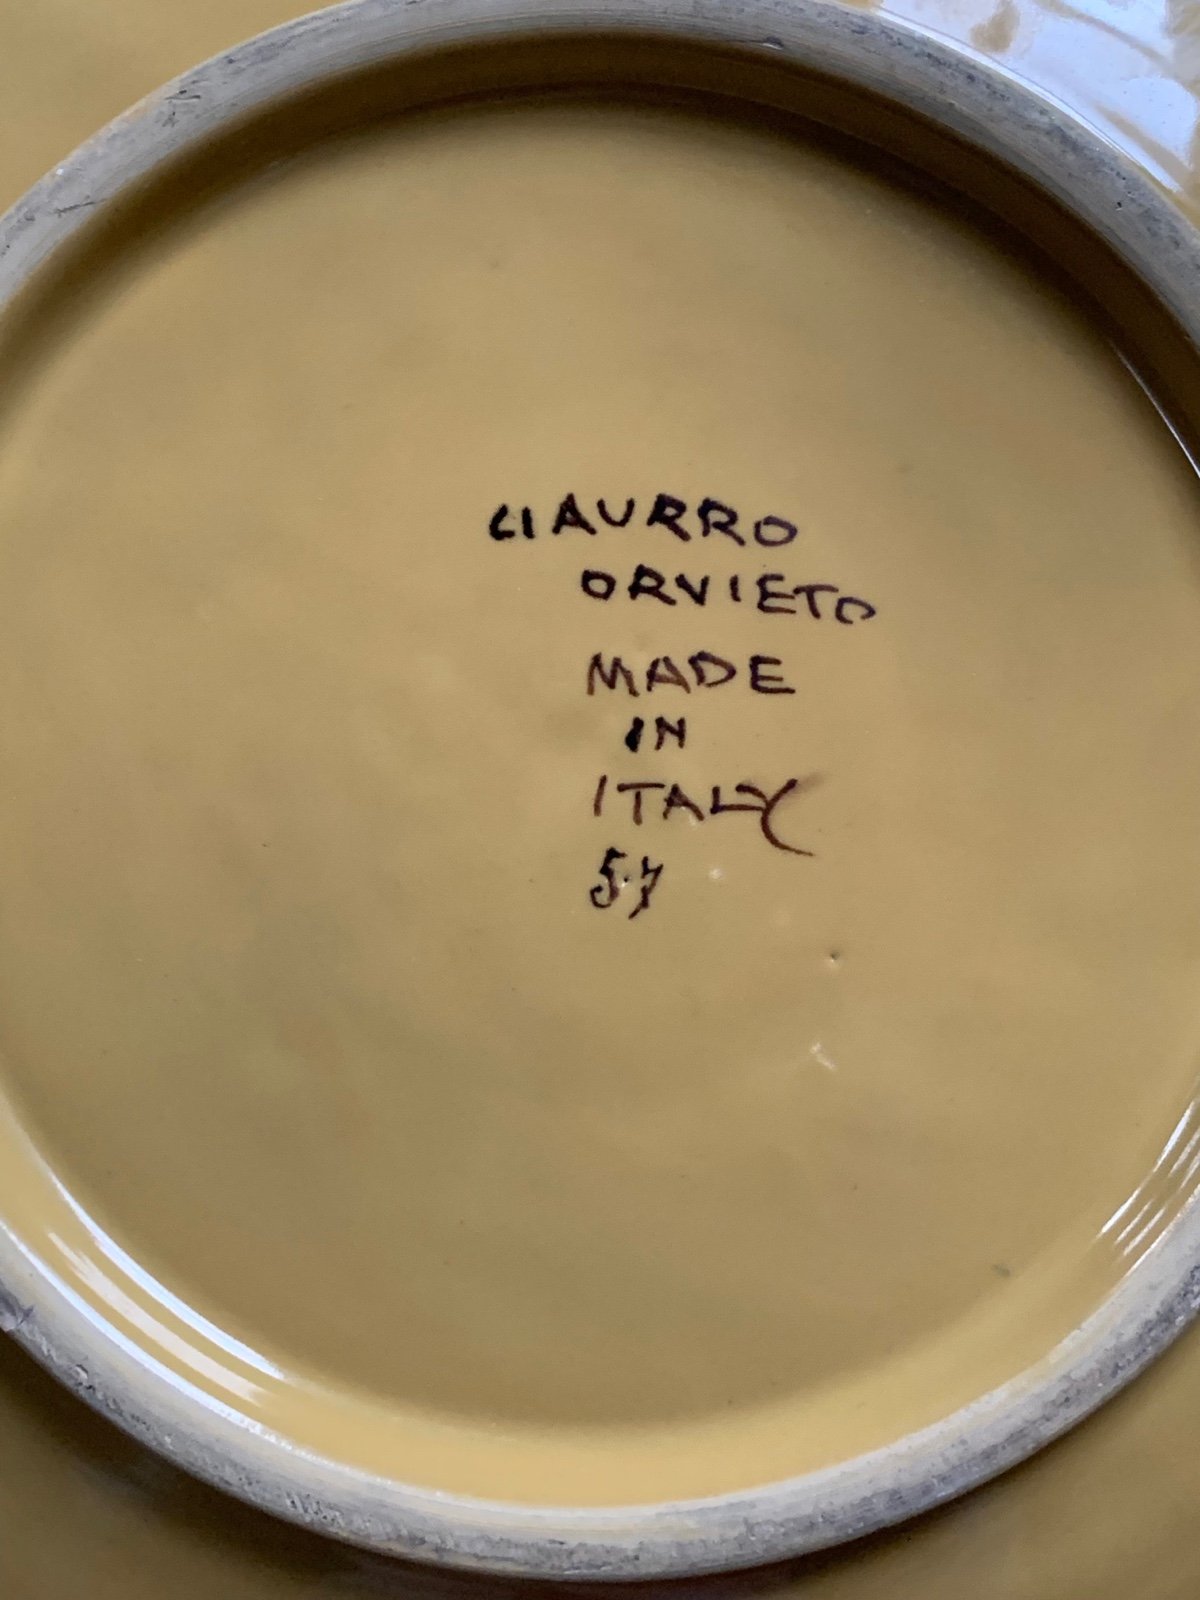 CIAURRO
ORVIETO
MADE
IN
ITALY
57